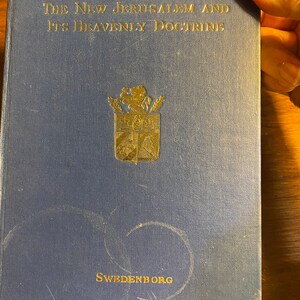 The New Jerusalem and
Its Heavenly Doctrine
Swedenborg